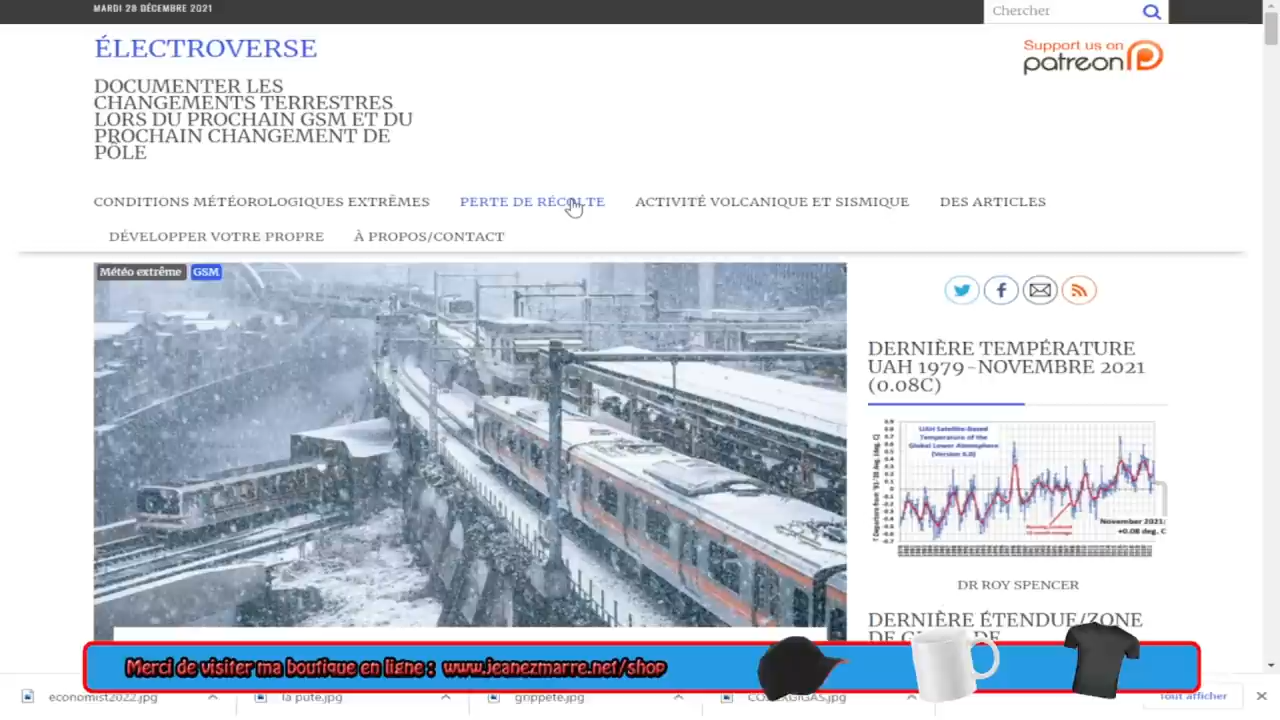 MARDI 28 DÉCEMBRE 2021
Chercher
ÉLECTROVERSE
Support us on
patreon
DOCUMENTER LES
CHANGEMENTS TERRESTRES
LORS DU PROCHAIN GSM ET DU
PROCHAIN CHANGEMENT DE
PÔLE
CONDITIONS MÉTÉOROLOGIQUES EXTRÊMES PERTE DE RÉCOLTE ACTIVITÉ VOLCANIQUE ET SISMIQUE DES ARTICLES
DÉVELOPPER VOTRE PROPRE À PROPOS/CONTACT
Météo extrême GSM
DERNIÈRE TEMPÉRATURE
UAH 1979-NOVEMBRE 2021
(0.08C)
UAH Satellite-Based
Temperature of the
Global Lower Atmosphere
(Version 6.0)
November 2021:
+0.08 deg. C
DR ROY SPENCER
DERNIÈRE ÉTENDUE/ZONE
Merci de visiter ma boutique en ligne : www.jeanezmarre.net/shop
economist2022.jpg la pute.jpg grippete.jpg Tout afficher